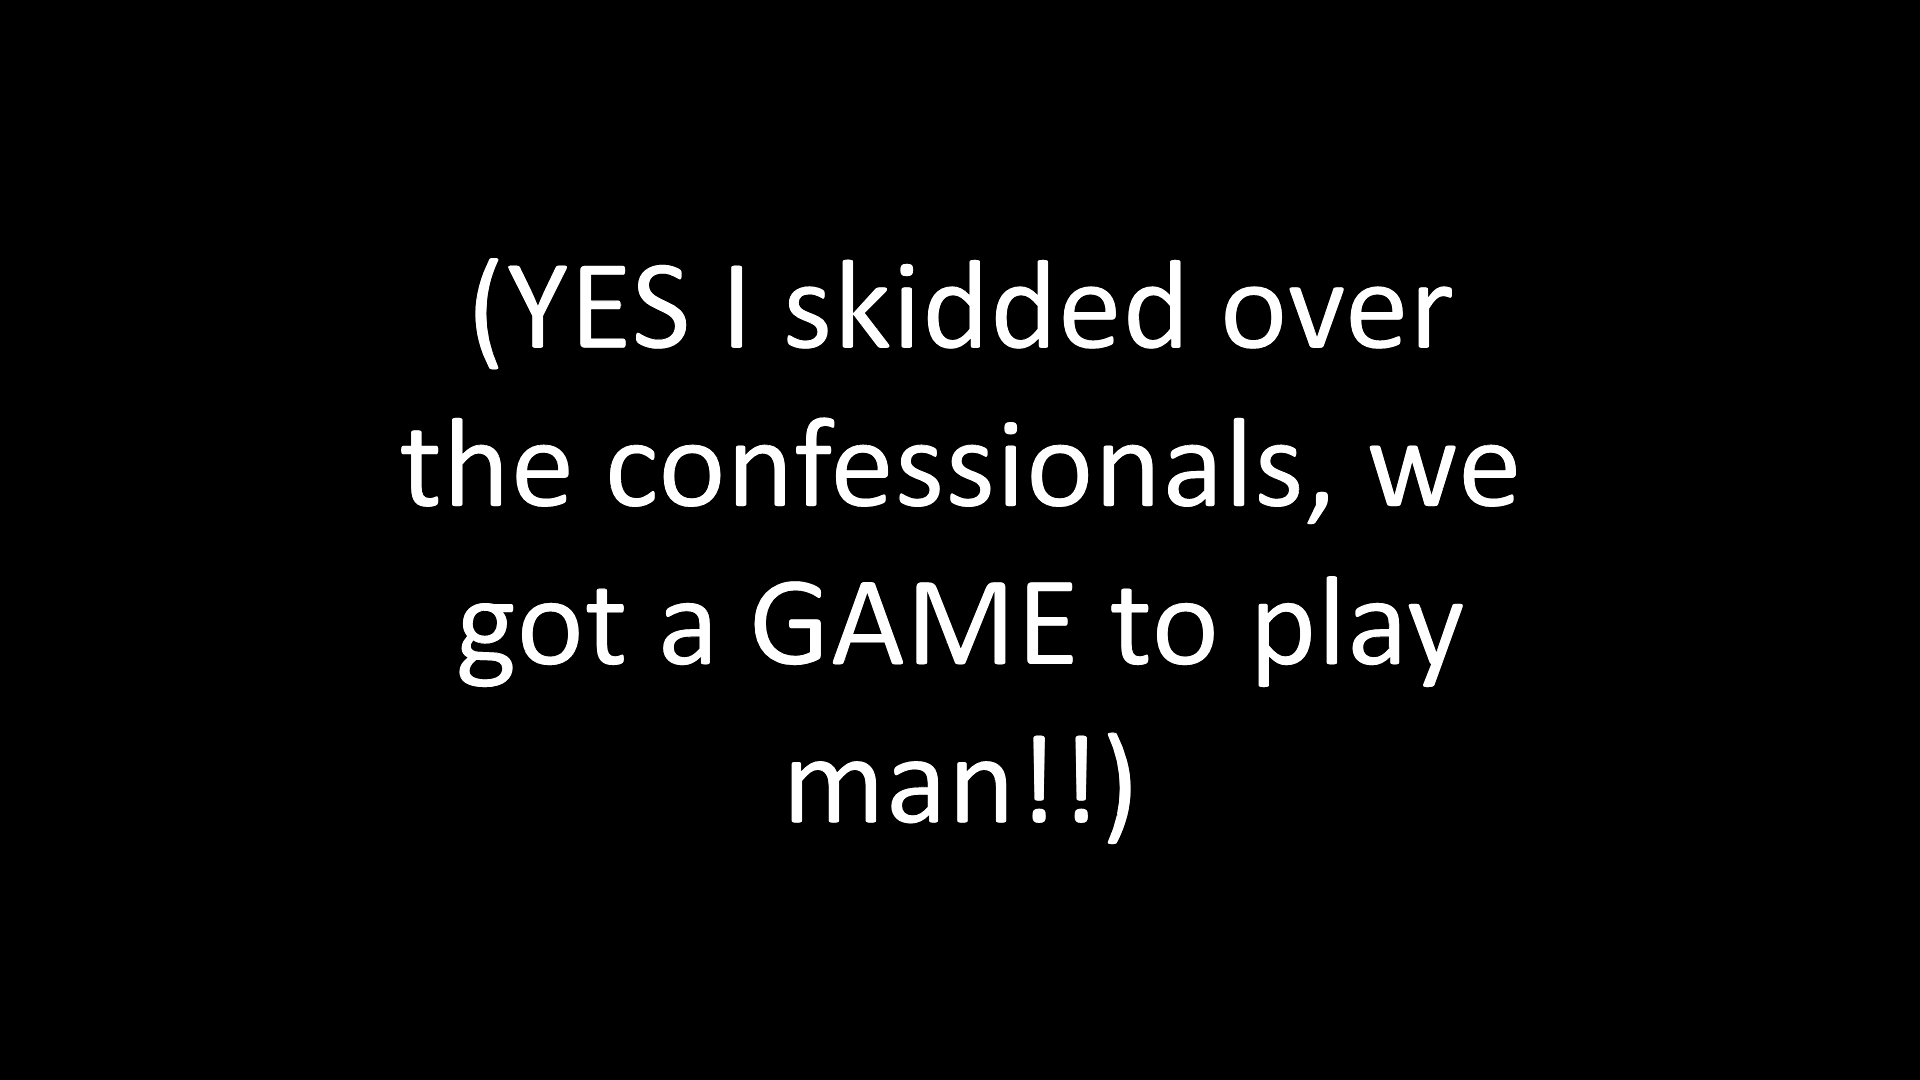 (YES I skidded over
the confessionals, we
got a GAME to play
man!!)